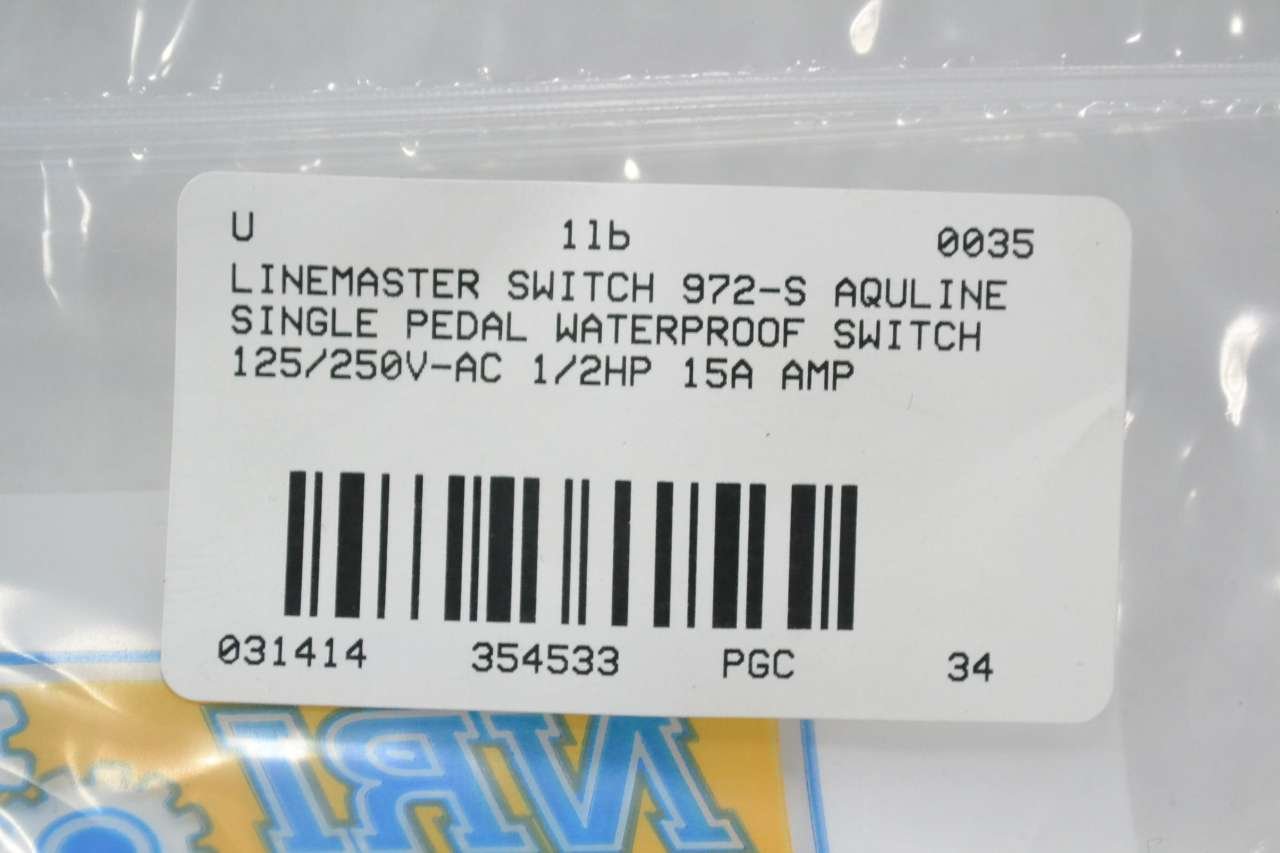 U 1lb 0035
LINEMASTER SWITCH 972-S AQULINE
SINGLE PEDAL WATERPROOF SWITCH
125/250V-AC 1/2HP 15A AMP
031414 354533 PGC 34
NRI